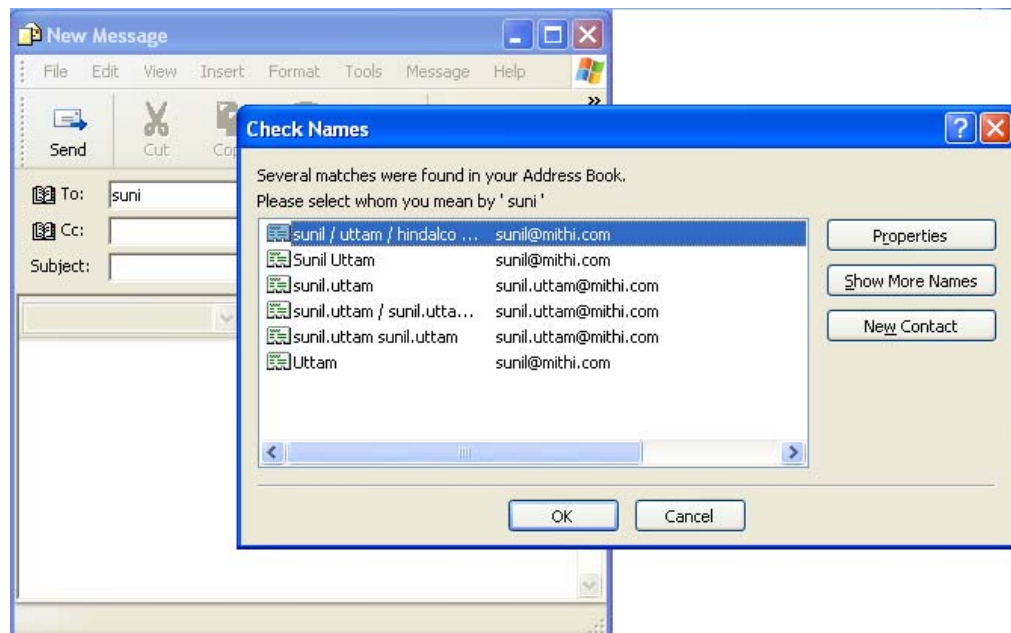 New Message
File Edit View Insert Format Tools Message Help
»
Send Cut Cop
Check Names
Several matches were found in your Address Book.
Please select whom you mean by ' suni '
To: suni
Cc:
Subject:
sunil / uttam / hindalco ... sunil@mithi.com
Sunil Uttam sunil@mithi.com
sunil.uttam sunil.uttam@mithi.com
sunil.uttam / sunil.utta... sunil.uttam@mithi.com
sunil.uttam sunil.uttam sunil.uttam@mithi.com
Uttam sunil@mithi.com
Properties
Show More Names
New Contact
OK Cancel